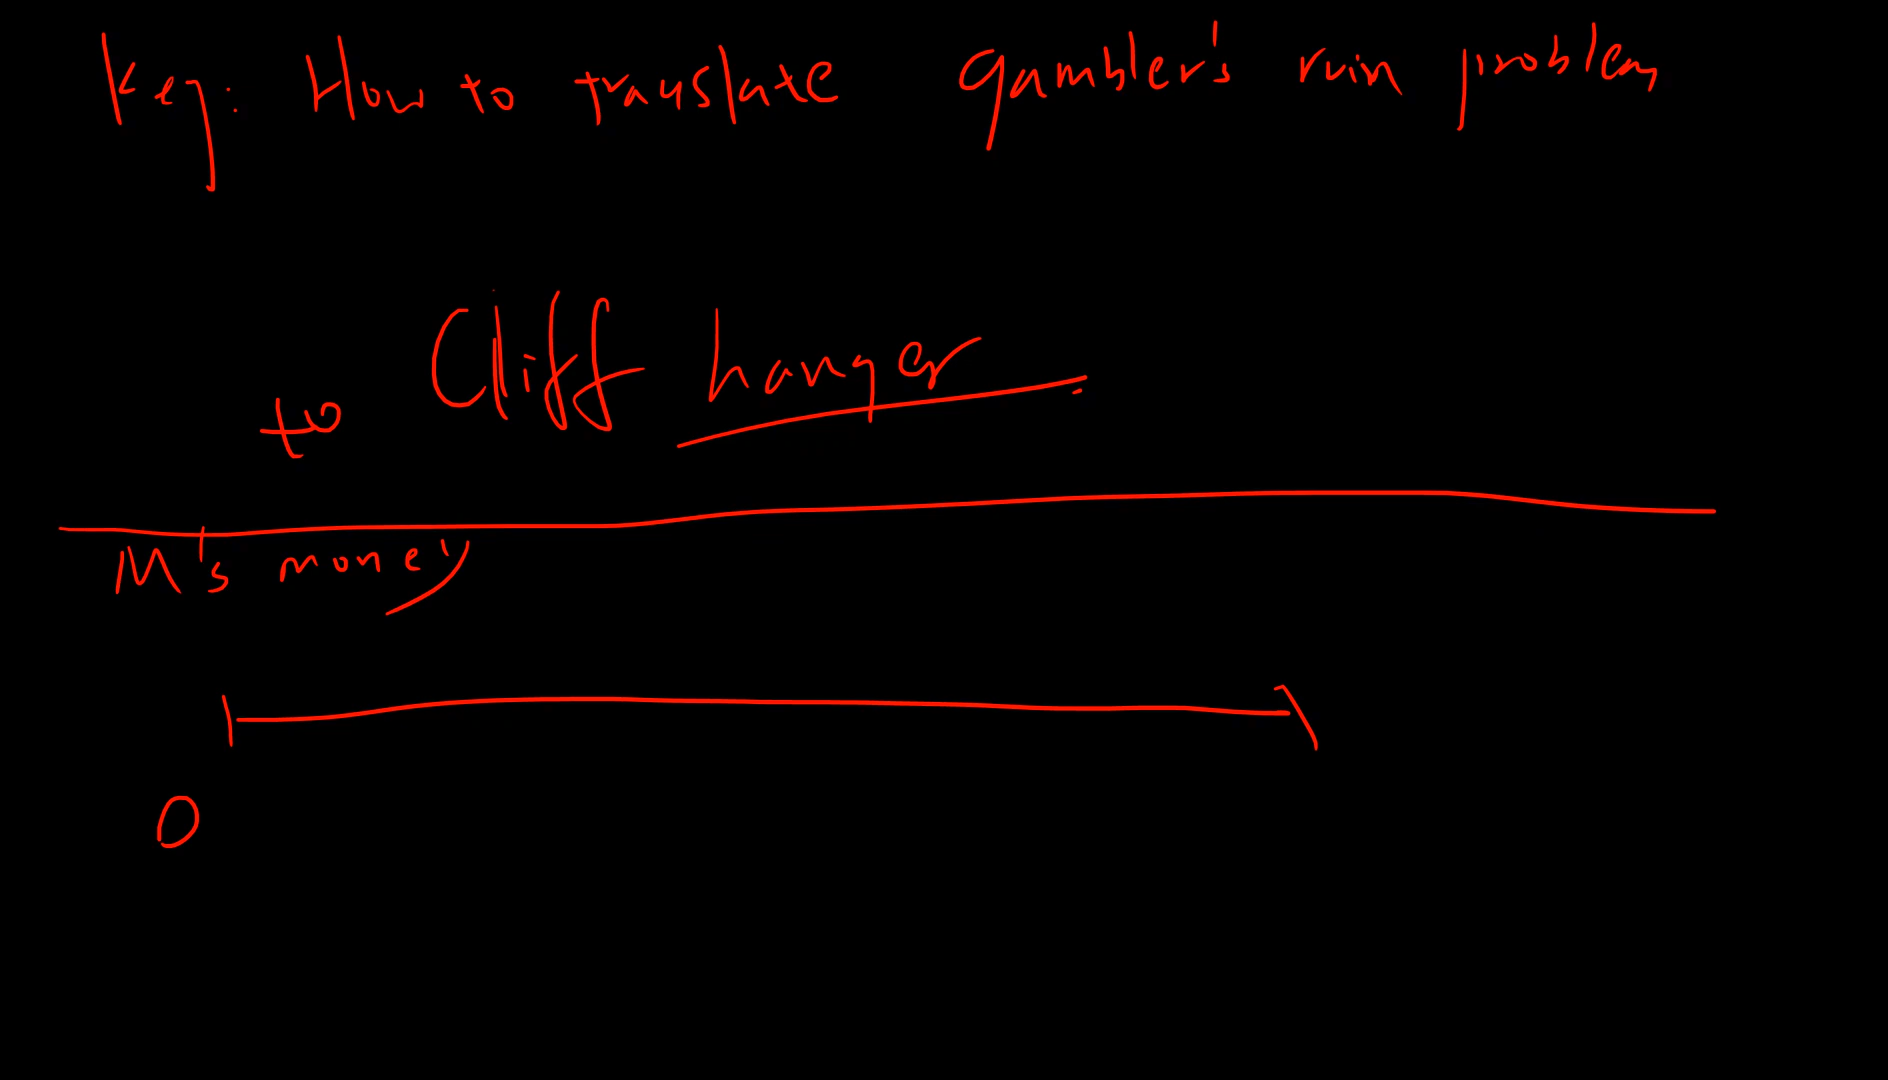 Key: How to translate gambler's ruin problem
to Cliff hanger.
M's money
0